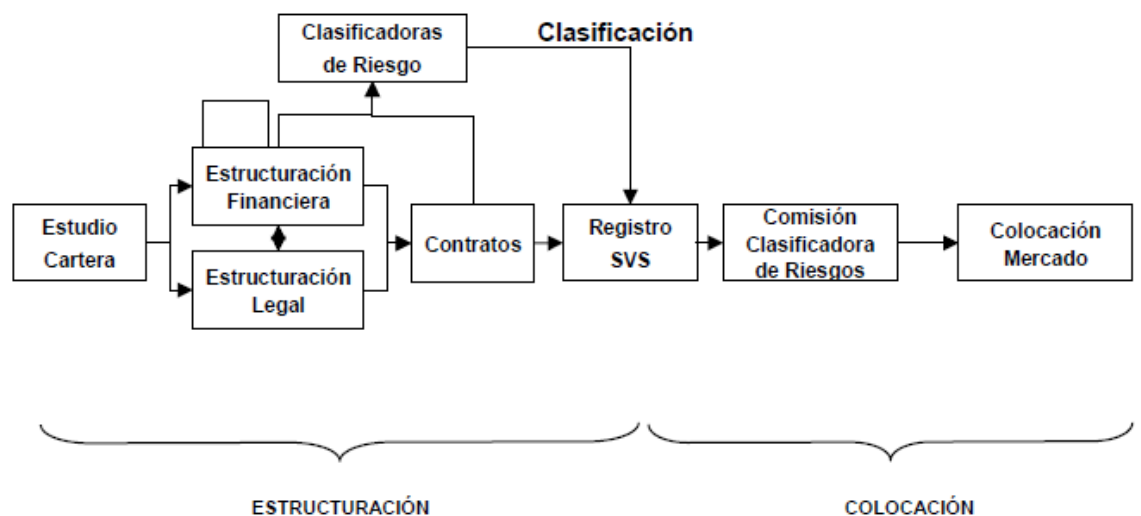 Clasificadoras
de Riesgo
Clasificación
Estructuración
Financiera
Estudio
Cartera
Estructuración
Legal
Contratos
Registro
SVS
Comisión
Clasificadora
de Riesgos
Colocación
Mercado
ESTRUCTURACIÓN
COLOCACIÓN